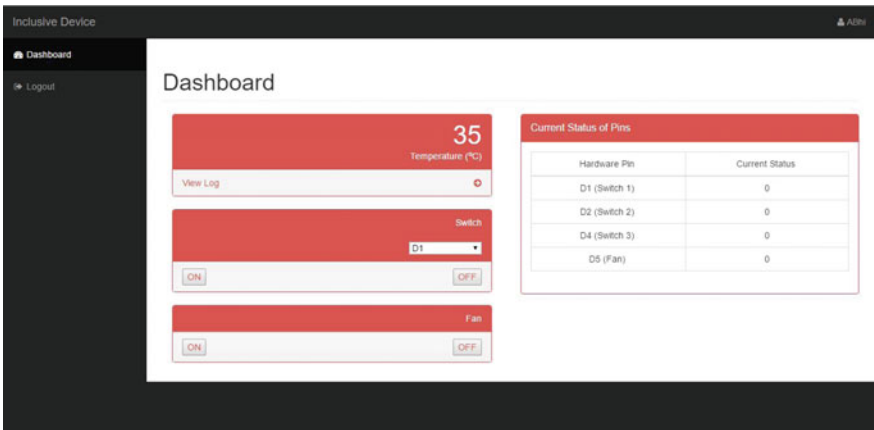 Inclusive Device
ABhi
Dashboard
Logout
Dashboard
35
Temperature (ºC)
View Log
Switch
D1
ON OFF
Fan
ON OFF
Current Status of Pins
Hardware Pin Current Status
D1 (Switch 1) 0
D2 (Switch 2) 0
D4 (Switch 3) 0
D5 (Fan) 0